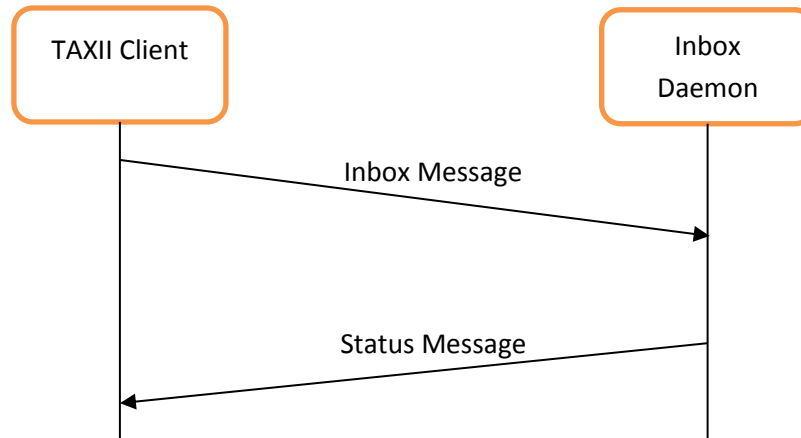 TAXII Client
Inbox
Daemon
Inbox Message
Status Message